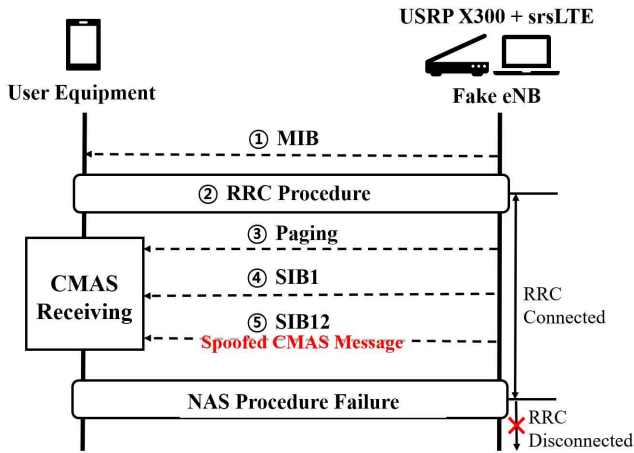 USRP X300 + srsLTE
User Equipment
Fake eNB
① MIB
② RRC Procedure
③ Paging
CMAS
Receiving
④ SIB1
RRC
Connected
⑤ SIB12
Spoofed CMAS Message
NAS Procedure Failure
RRC
Disconnected